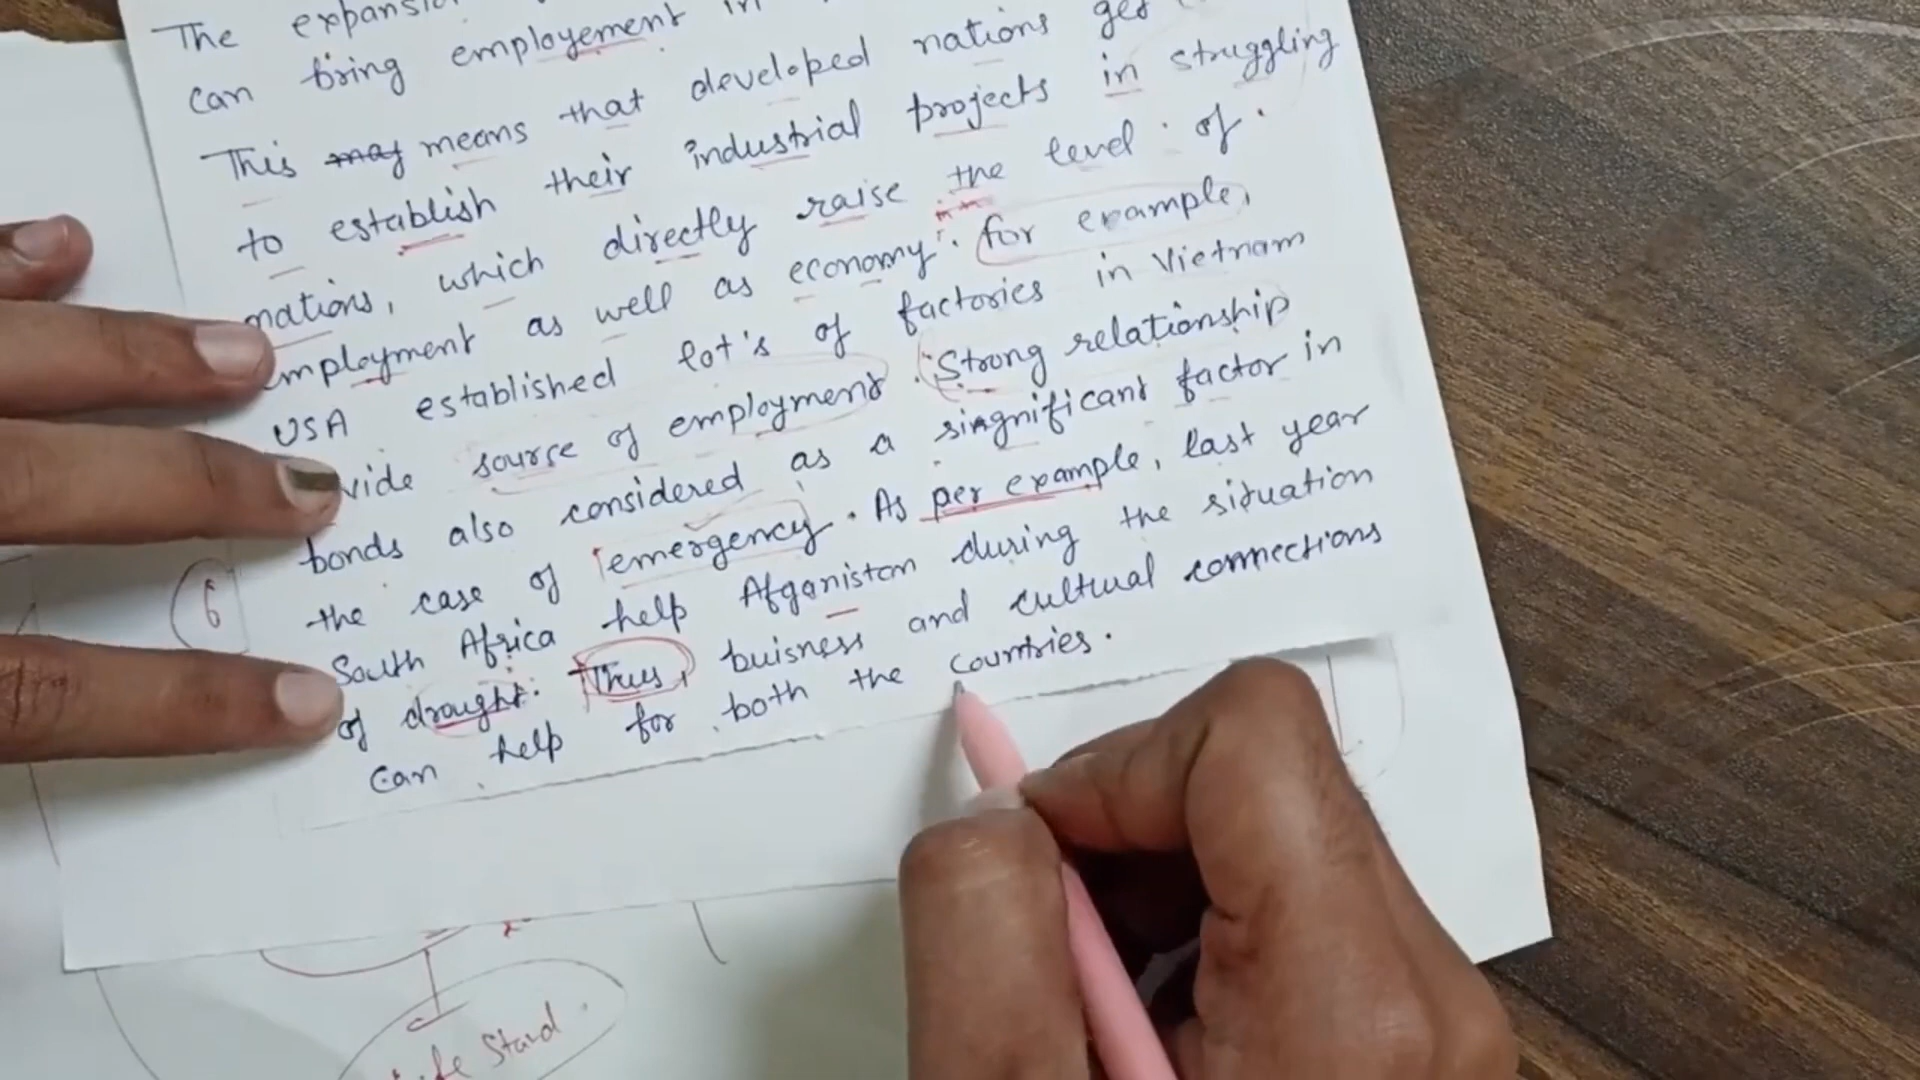 The expansio
can bring employement in
This may means that developed nations get
to establish their industrial projects in struggling
nations, which directly raise the level of
employment as well as economy. for example,
USA established lot's of factories in Vietnam
vide sourse of employment. Strong relationship
bonds also considered as a singnificant factor in
the case of emergency. As per example, last year
South Africa help Afganistan during the situation
of drought. Thus, buisness and cultural connections
can help for both the countries.
6